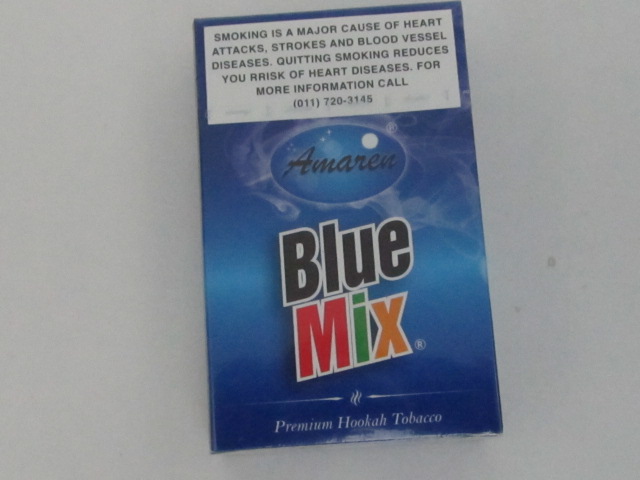 SMOKING IS A MAJOR CAUSE OF HEART
ATTACKS, STROKES AND BLOOD VESSEL
DISEASES. QUITTING SMOKING REDUCES
YOU RRISK OF HEART DISEASES. FOR
MORE INFORMATION CALL
(011) 720-3145
Amaren ®
Blue
Mix ®
Premium Hookah Tobacco